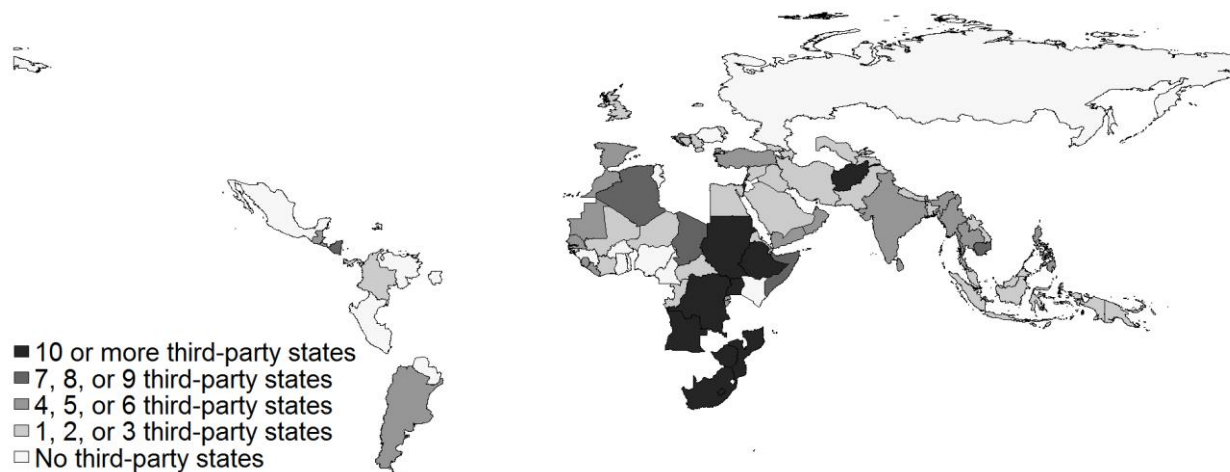 10 or more third-party states
7, 8, or 9 third-party states
4, 5, or 6 third-party states
1, 2, or 3 third-party states
No third-party states